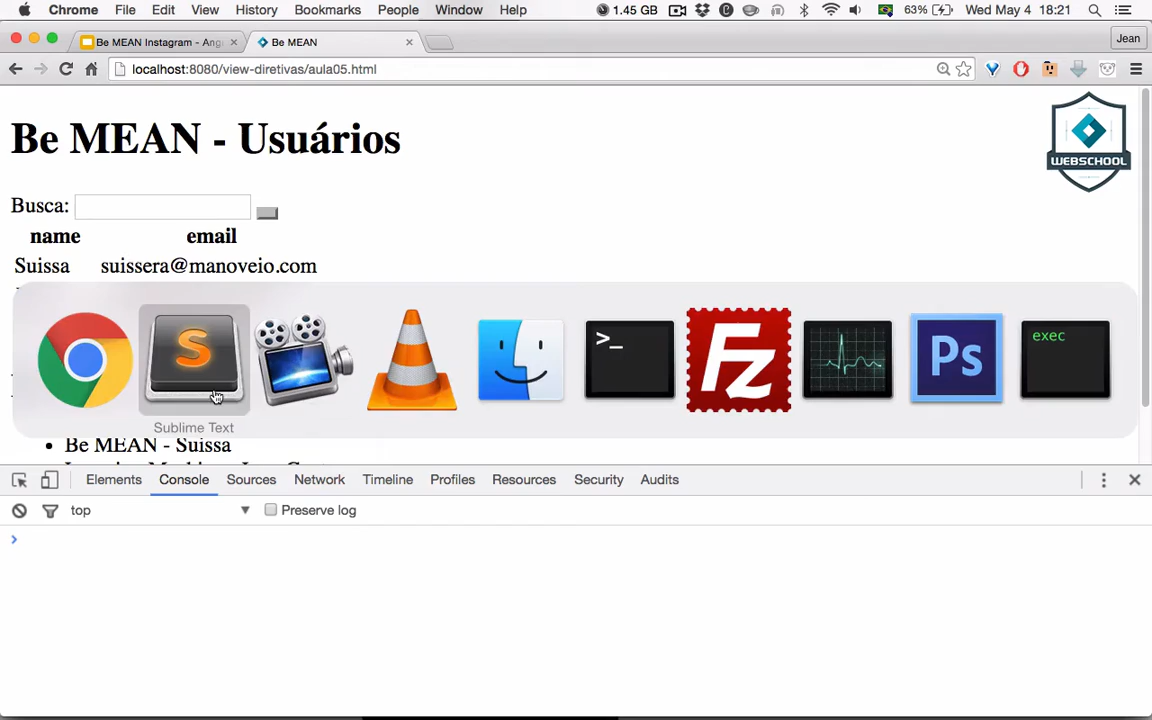 Chrome File Edit View History Bookmarks People Window Help 1.45 GB 63% Wed May 4 18:21
Be MEAN Instagram - Ang Be MEAN Jean
localhost:8080/view-diretivas/aula05.html
Be MEAN - Usuários
WEBSCHOOL
Busca:
name email
Suissa suissera@manoveio.com
S >_ Fz Ps exec
Sublime Text
Be MEAN - Suissa
Elements Console Sources Network Timeline Profiles Resources Security Audits
top Preserve log